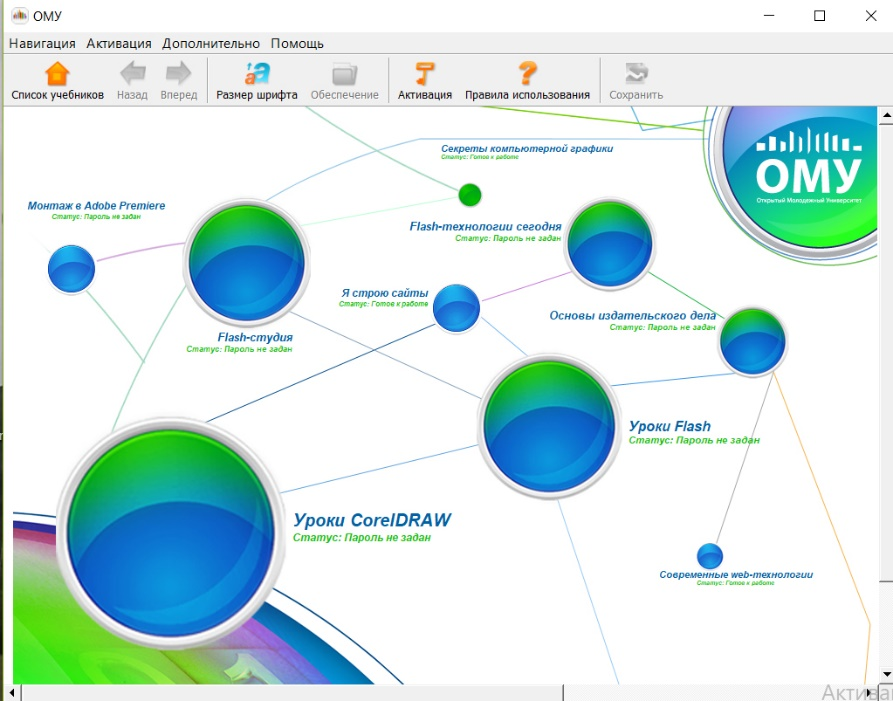 ОМУ
Навигация Активация Дополнительно Помощь
Список учебников Назад Вперед Размер шрифта Обеспечение Активация Правила использования Сохранить
Секреты компьютерной графики
Статус: Готов к работе
ОМУ
Открытый Молодежный Университет
Монтаж в Adobe Premiere
Статус: Пароль не задан
Flash-технологии сегодня
Статус: Пароль не задан
Я строю сайты
Статус: Готов к работе
Основы издательского дела
Статус: Пароль не задан
Flash-студия
Статус: Пароль не задан
Уроки Flash
Статус: Пароль не задан
Уроки CorelDRAW
Статус: Пароль не задан
Современные web-технологии
Статус: Готов к работе